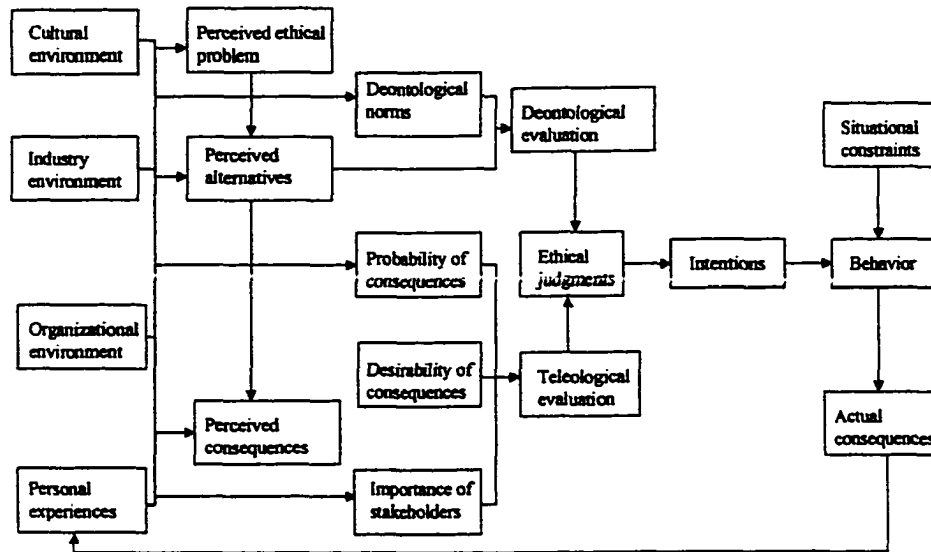 Cultural
environment
Perceived ethical
problem
Deontological
norms
Deontological
evaluation
Situational
constraints
Industry
environment
Perceived
alternatives
Probability of
consequences
Ethical
judgments
Intentions
Behavior
Organizational
environment
Desirability of
consequences
Teleological
evaluation
Perceived
consequences
Actual
consequences
Personal
experiences
Importance of
stakeholders